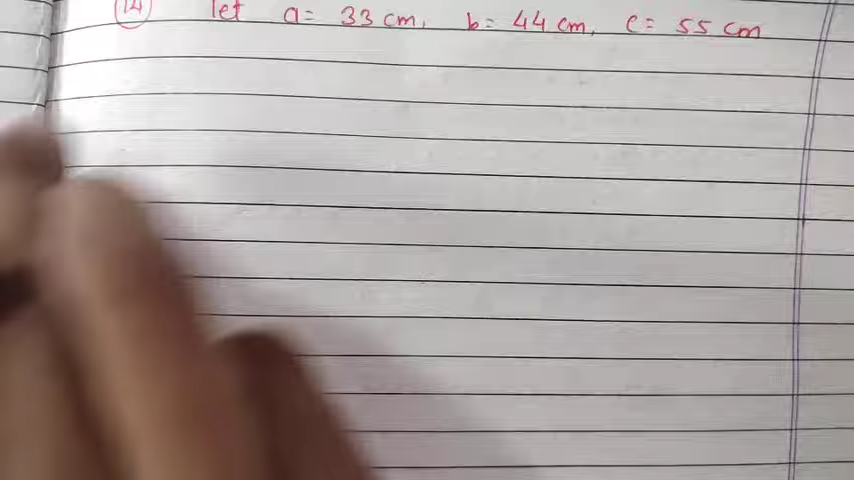 14 let a= 33 cm, b= 44 cm, c= 55 cm